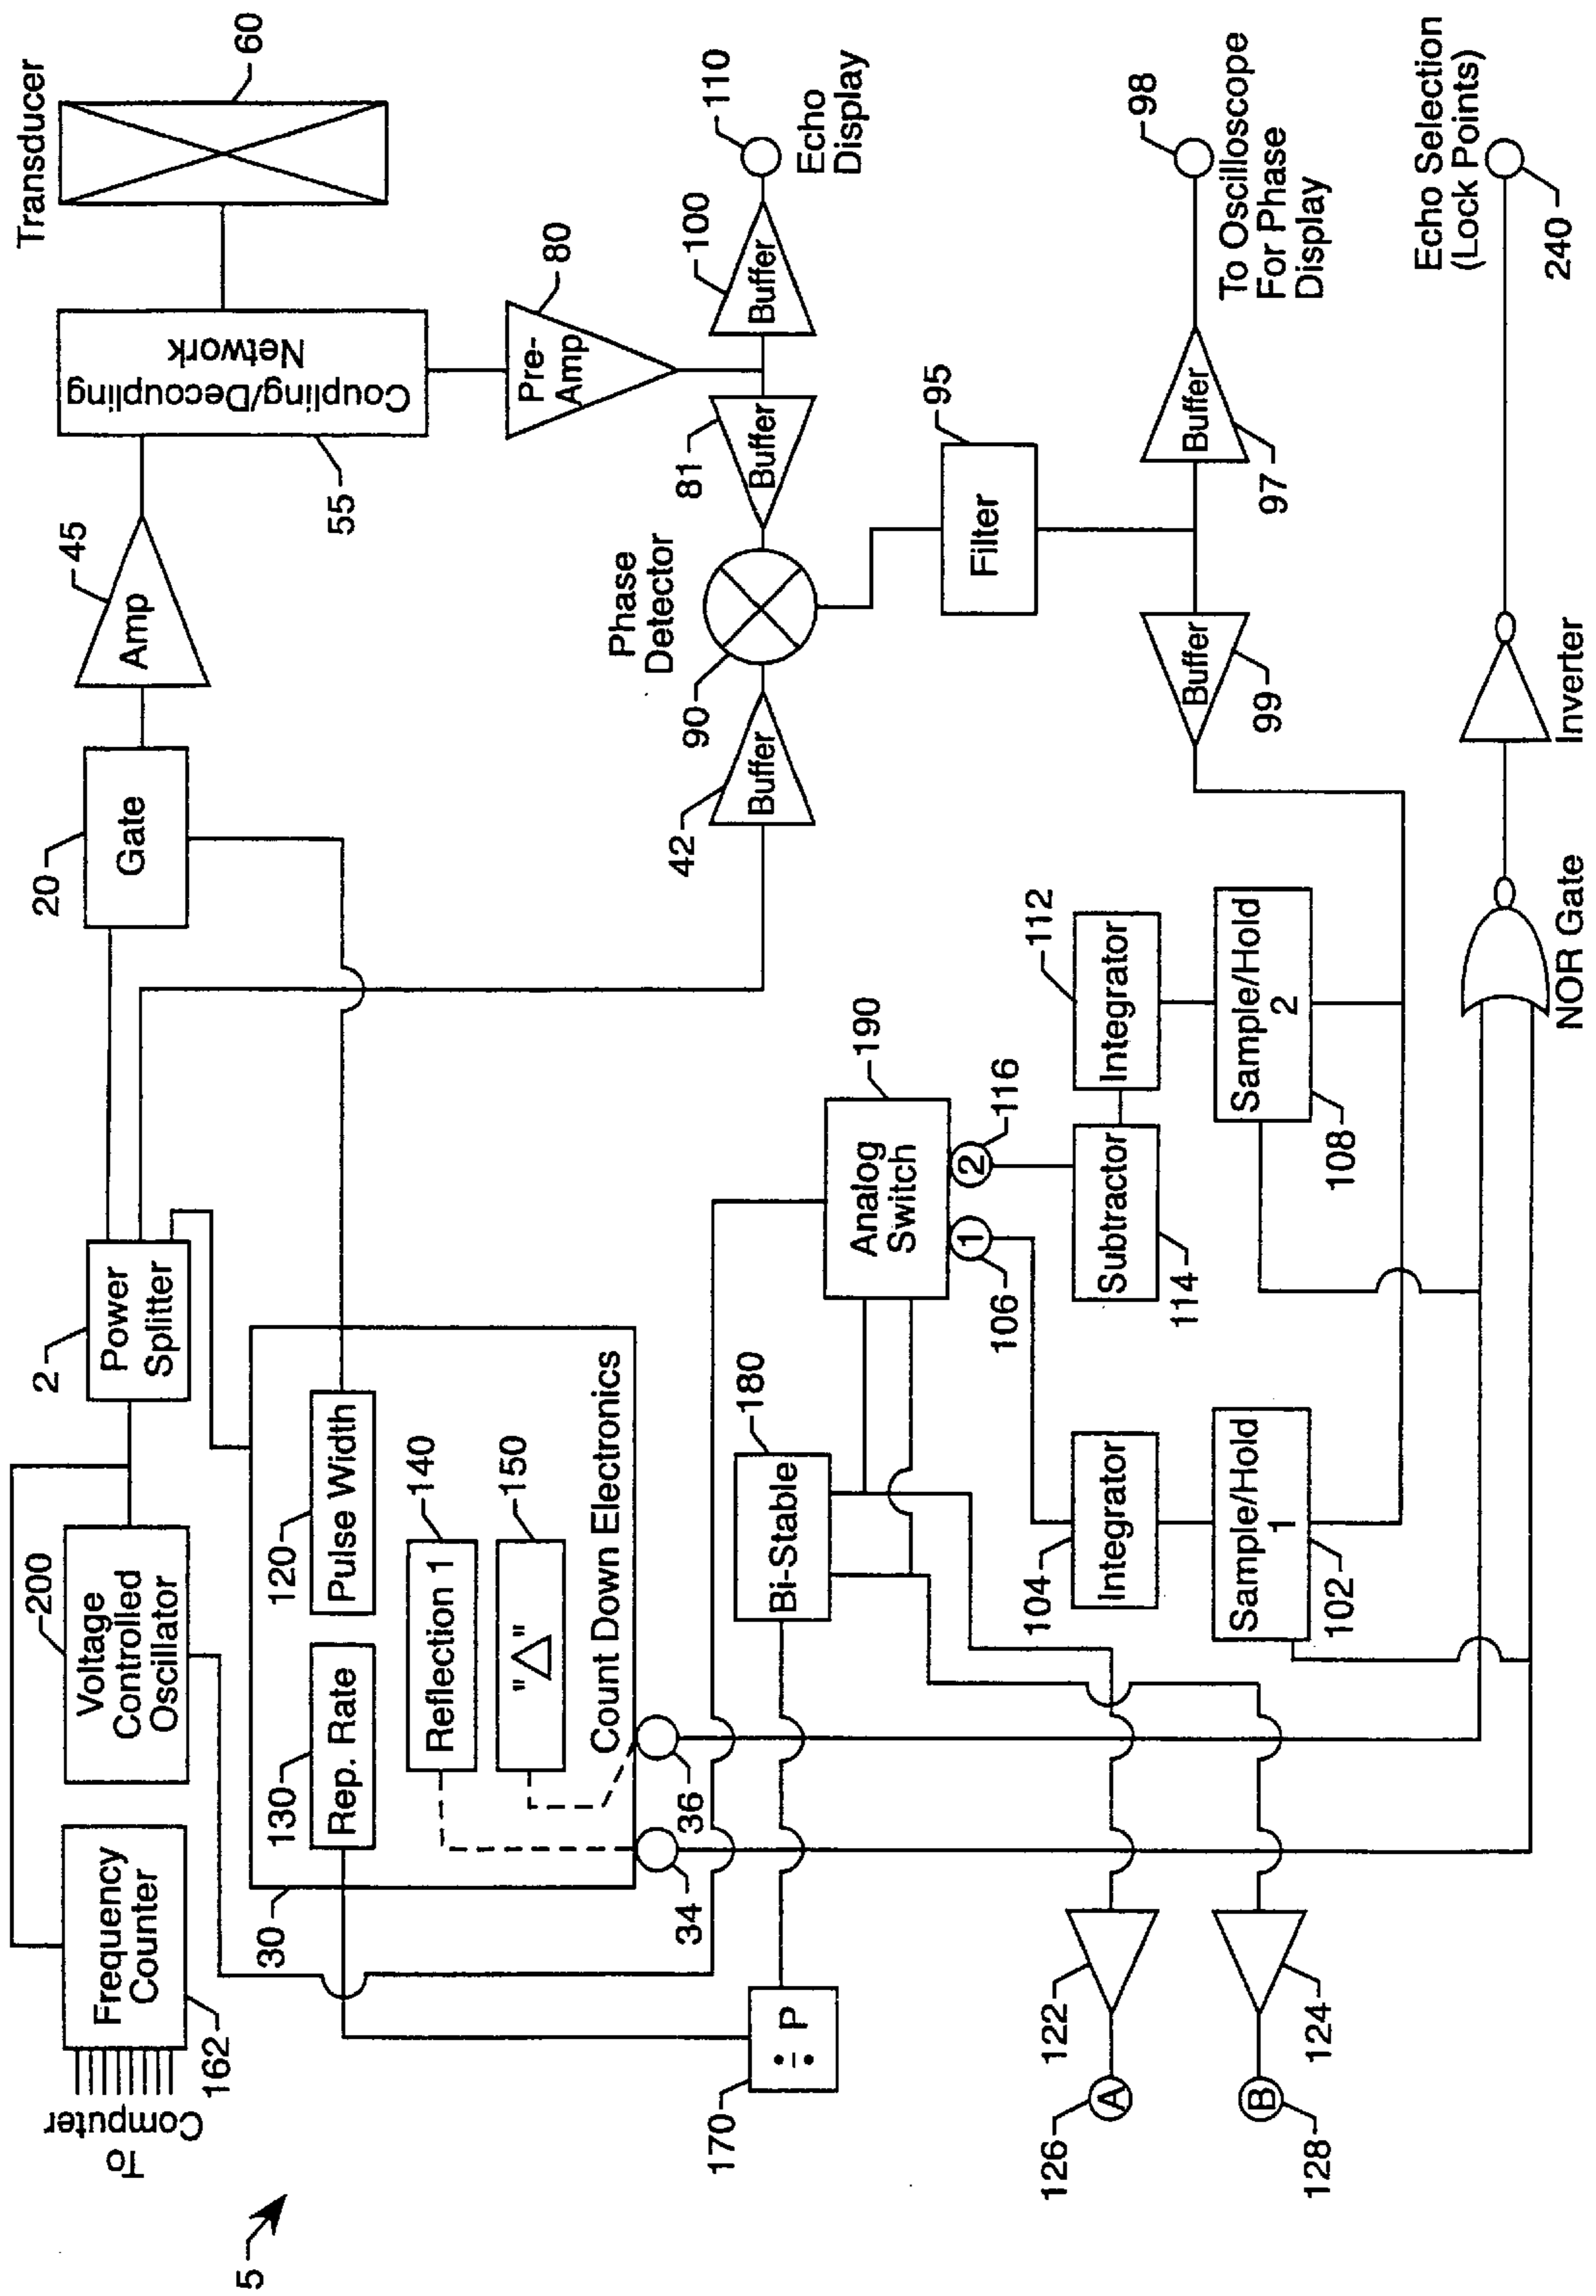 5
To
Computer
162
Frequency
Counter
200
Voltage
Controlled
Oscillator
2
Power
Splitter
20
Gate
45
Amp
55
Coupling/Decoupling
Network
Transducer
60
30
130
Rep. Rate
120
Pulse Width
140
Reflection 1
150
"△"
Count Down Electronics
34
36
Pre-
Amp
80
42
Buffer
90
Phase
Detector
81
Buffer
100
Buffer
110
Echo
Display
170
÷ P
180
Bi-Stable
190
Analog
Switch
106
1
2
116
Filter
95
104
Integrator
Subtractor
114
Integrator
112
Sample/Hold
1
102
Sample/Hold
2
108
99
Buffer
97
Buffer
98
To Oscilloscope
For Phase
Display
126
A
122
128
B
124
NOR Gate
Inverter
Echo Selection
(Lock Points)
240